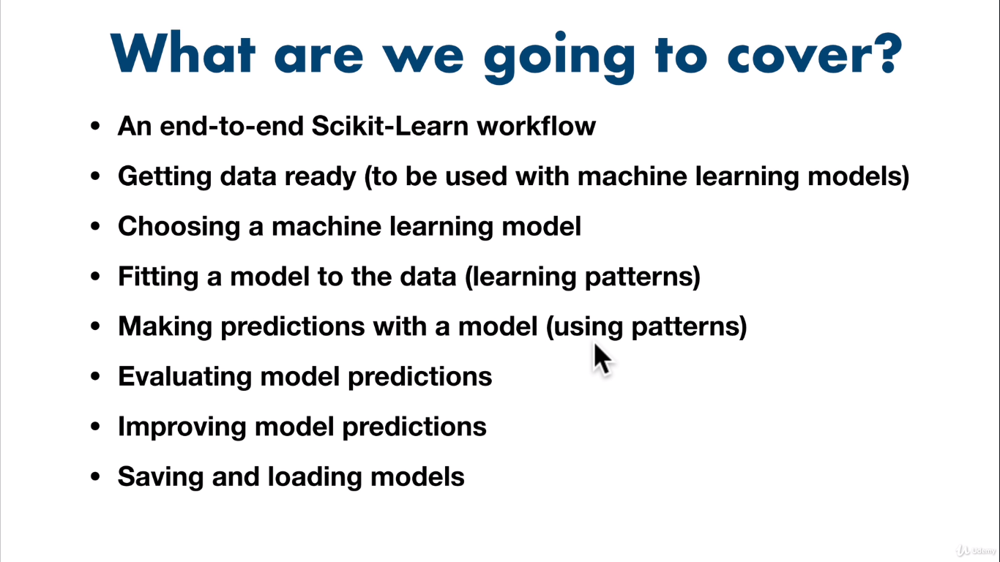 What are we going to cover?
• An end-to-end Scikit-Learn workflow
• Getting data ready (to be used with machine learning models)
• Choosing a machine learning model
• Fitting a model to the data (learning patterns)
• Making predictions with a model (using patterns)
• Evaluating model predictions
• Improving model predictions
• Saving and loading models
Udemy